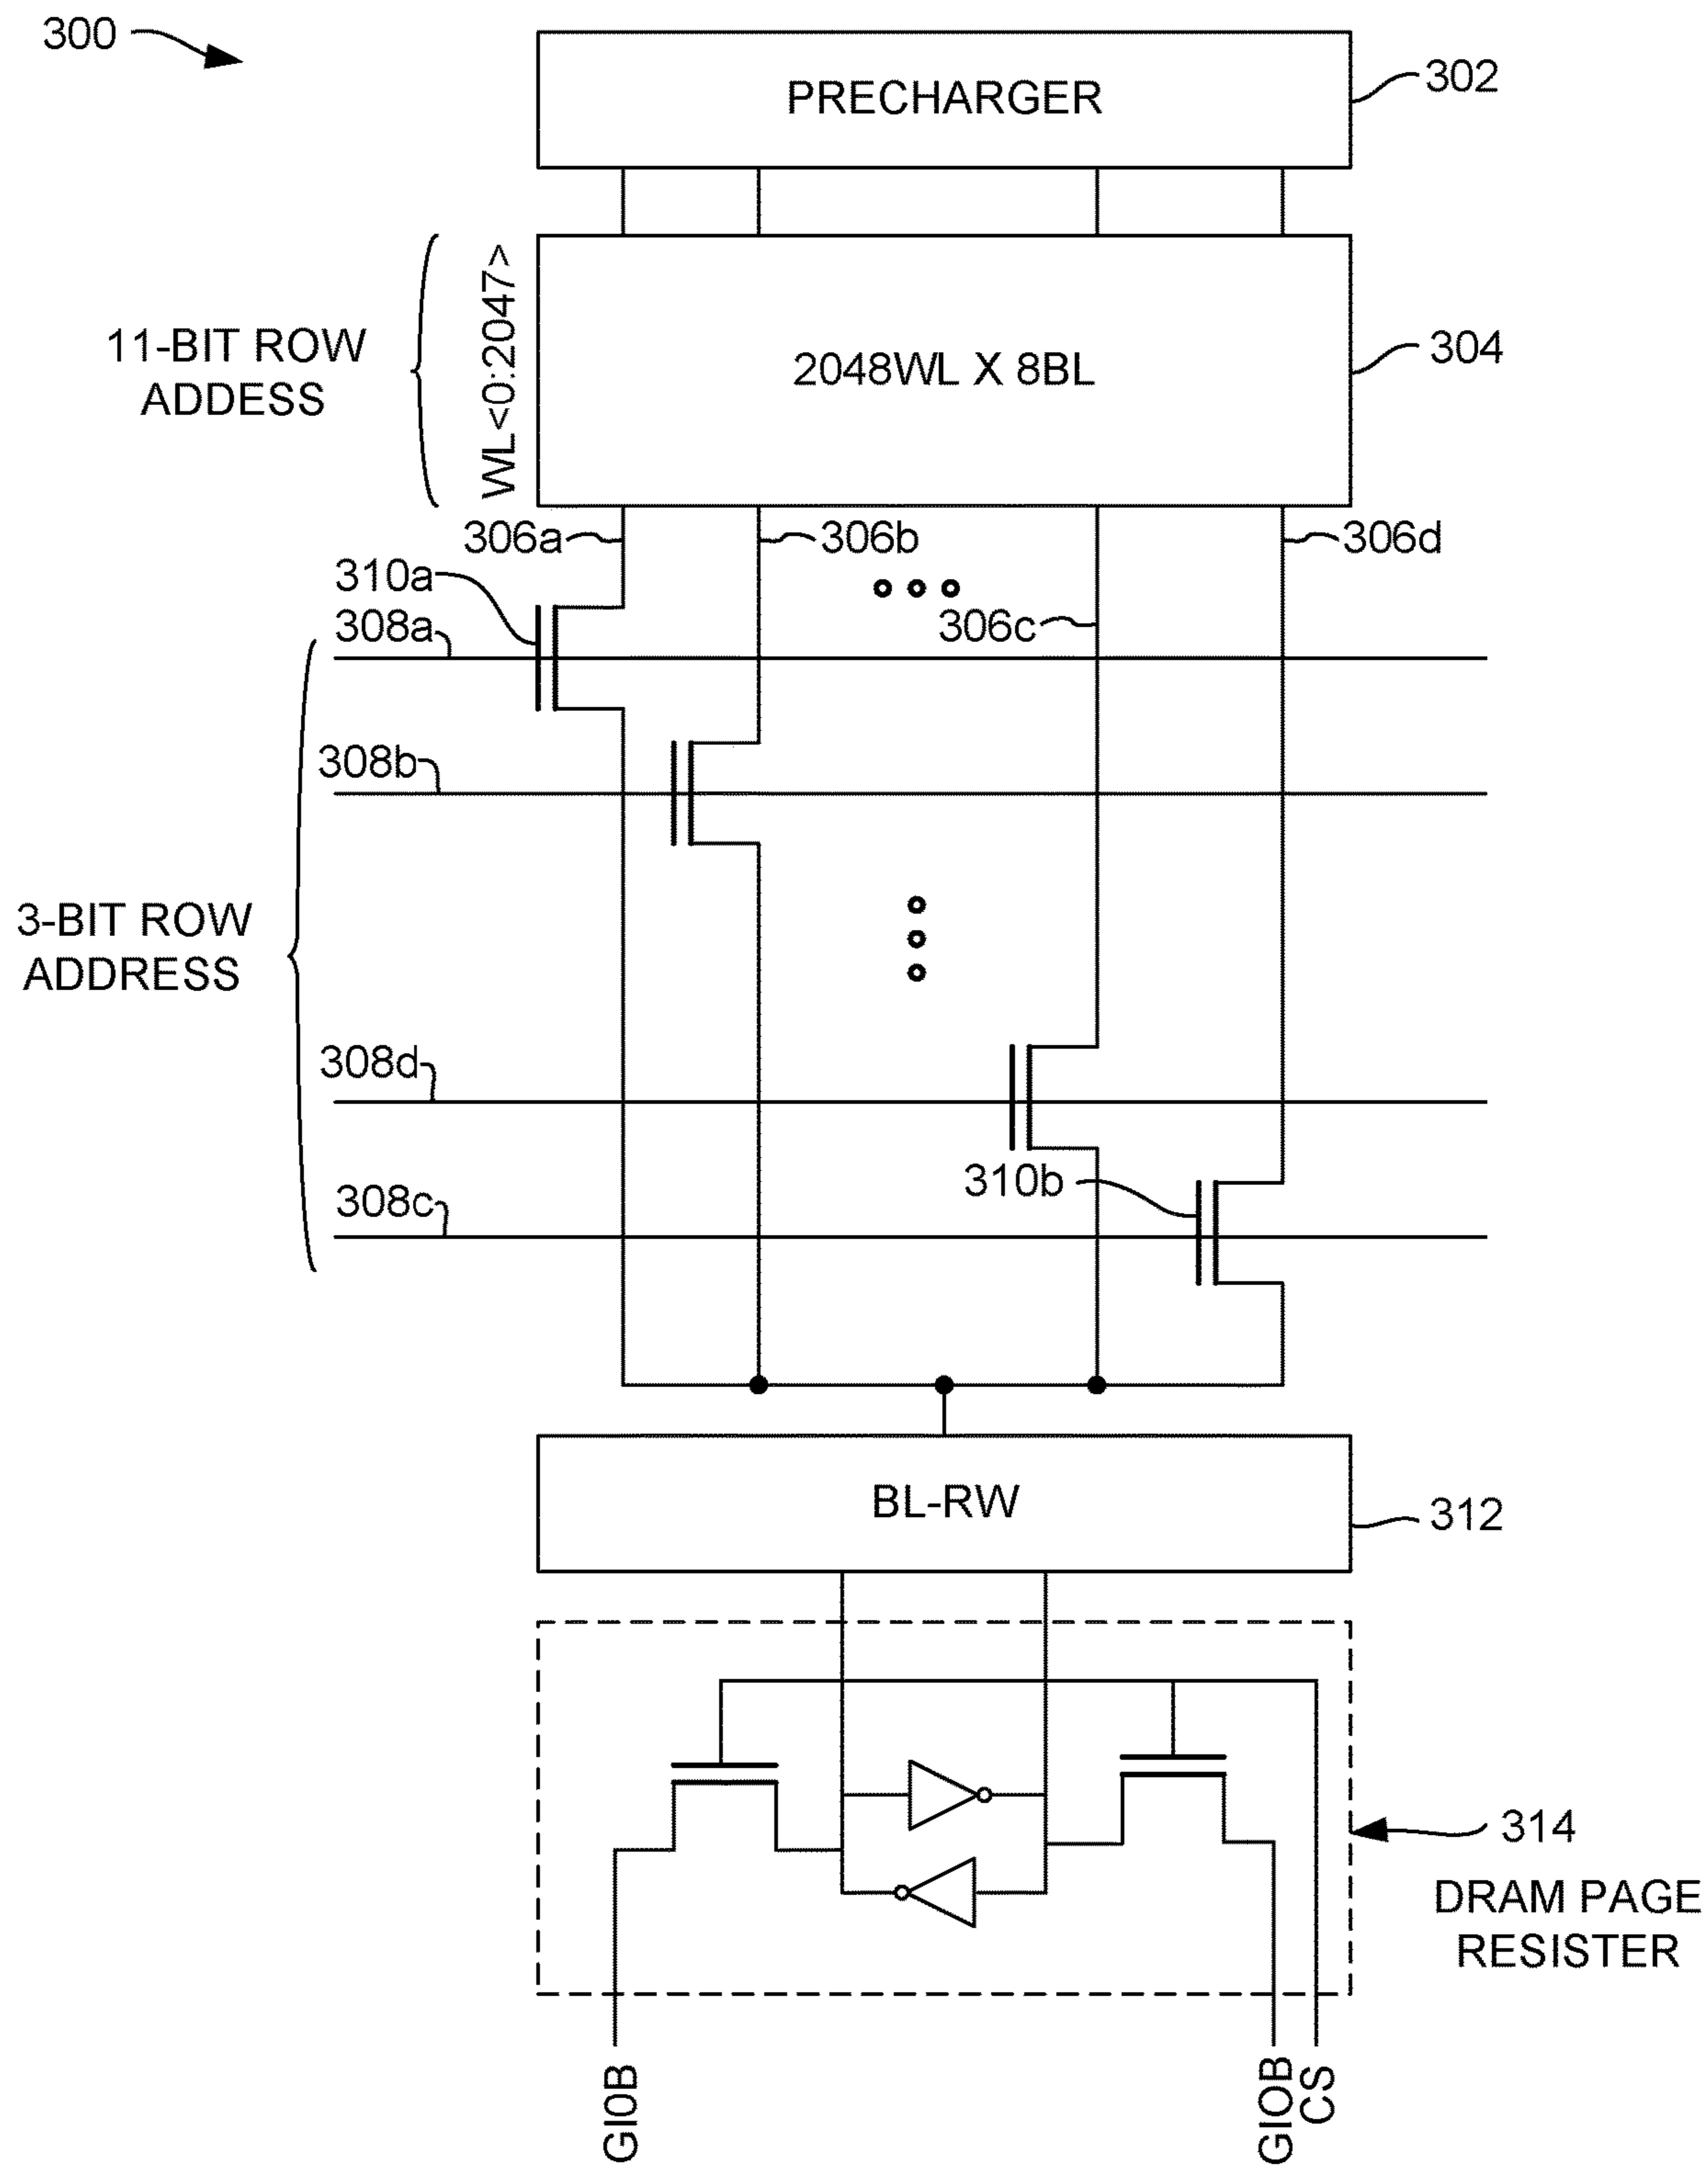 300
PRECHARGER
302
WL<0:2047>
11-BIT ROW
ADDESS
2048WL X 8BL
304
306a
306b
306d
310a
308a
306c
308b
3-BIT ROW
ADDRESS
308d
310b
308c
BL-RW
312
314
DRAM PAGE
RESISTER
GI0B
GIOB
CS